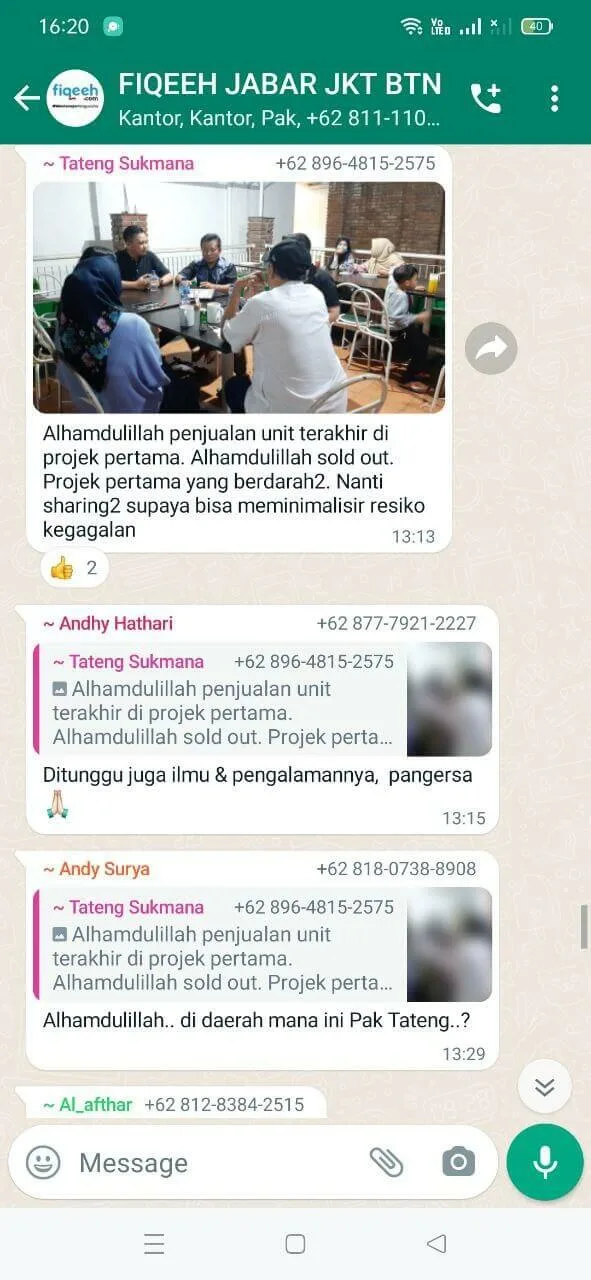 16:20
Vo
LTED
40
fiqeeh
.com
FIQEEH JABAR JKT BTN
Kantor, Kantor, Pak, +62 811-110...
~ Tateng Sukmana +62 896-4815-2575
Alhamdulillah penjualan unit terakhir di
projek pertama. Alhamdulillah sold out.
Projek pertama yang berdarah2. Nanti
sharing2 supaya bisa meminimalisir resiko
kegagalan
13:13
👍 2
~ Andhy Hathari +62 877-7921-2227
~ Tateng Sukmana +62 896-4815-2575
Alhamdulillah penjualan unit
terakhir di projek pertama.
Alhamdulillah sold out. Projek perta...
Ditunggu juga ilmu & pengalamannya, pangersa
🙏🏻
13:15
~ Andy Surya +62 818-0738-8908
~ Tateng Sukmana +62 896-4815-2575
Alhamdulillah penjualan unit
terakhir di projek pertama.
Alhamdulillah sold out. Projek perta...
Alhamdulillah.. di daerah mana ini Pak Tateng..?
13:29
~ Al_afthar +62 812-8384-2515
Message